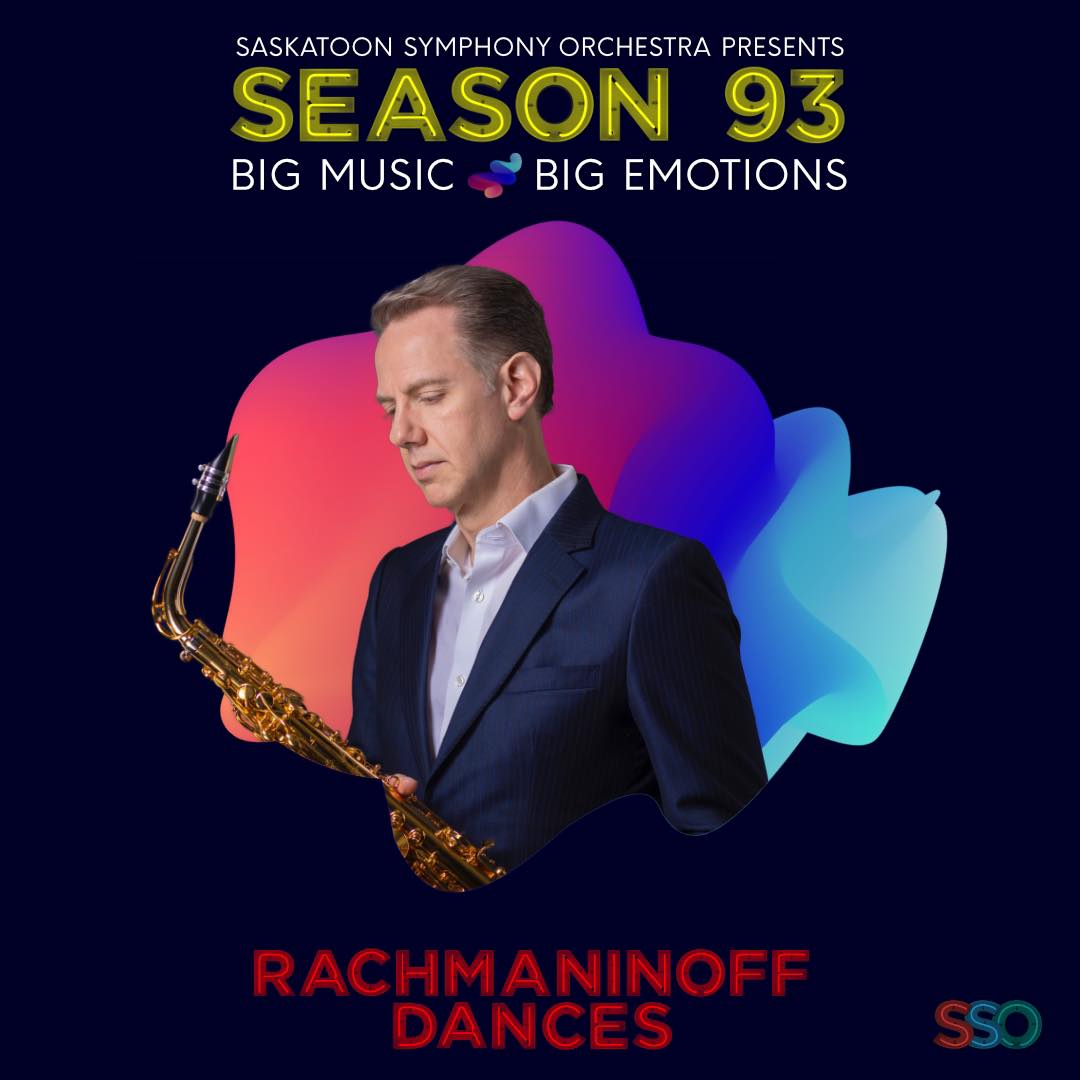 SASKATOON SYMPHONY ORCHESTRA PRESENTS
SEASON 93
BIG MUSIC BIG EMOTIONS
RACHMANINOFF
DANCES
SSO